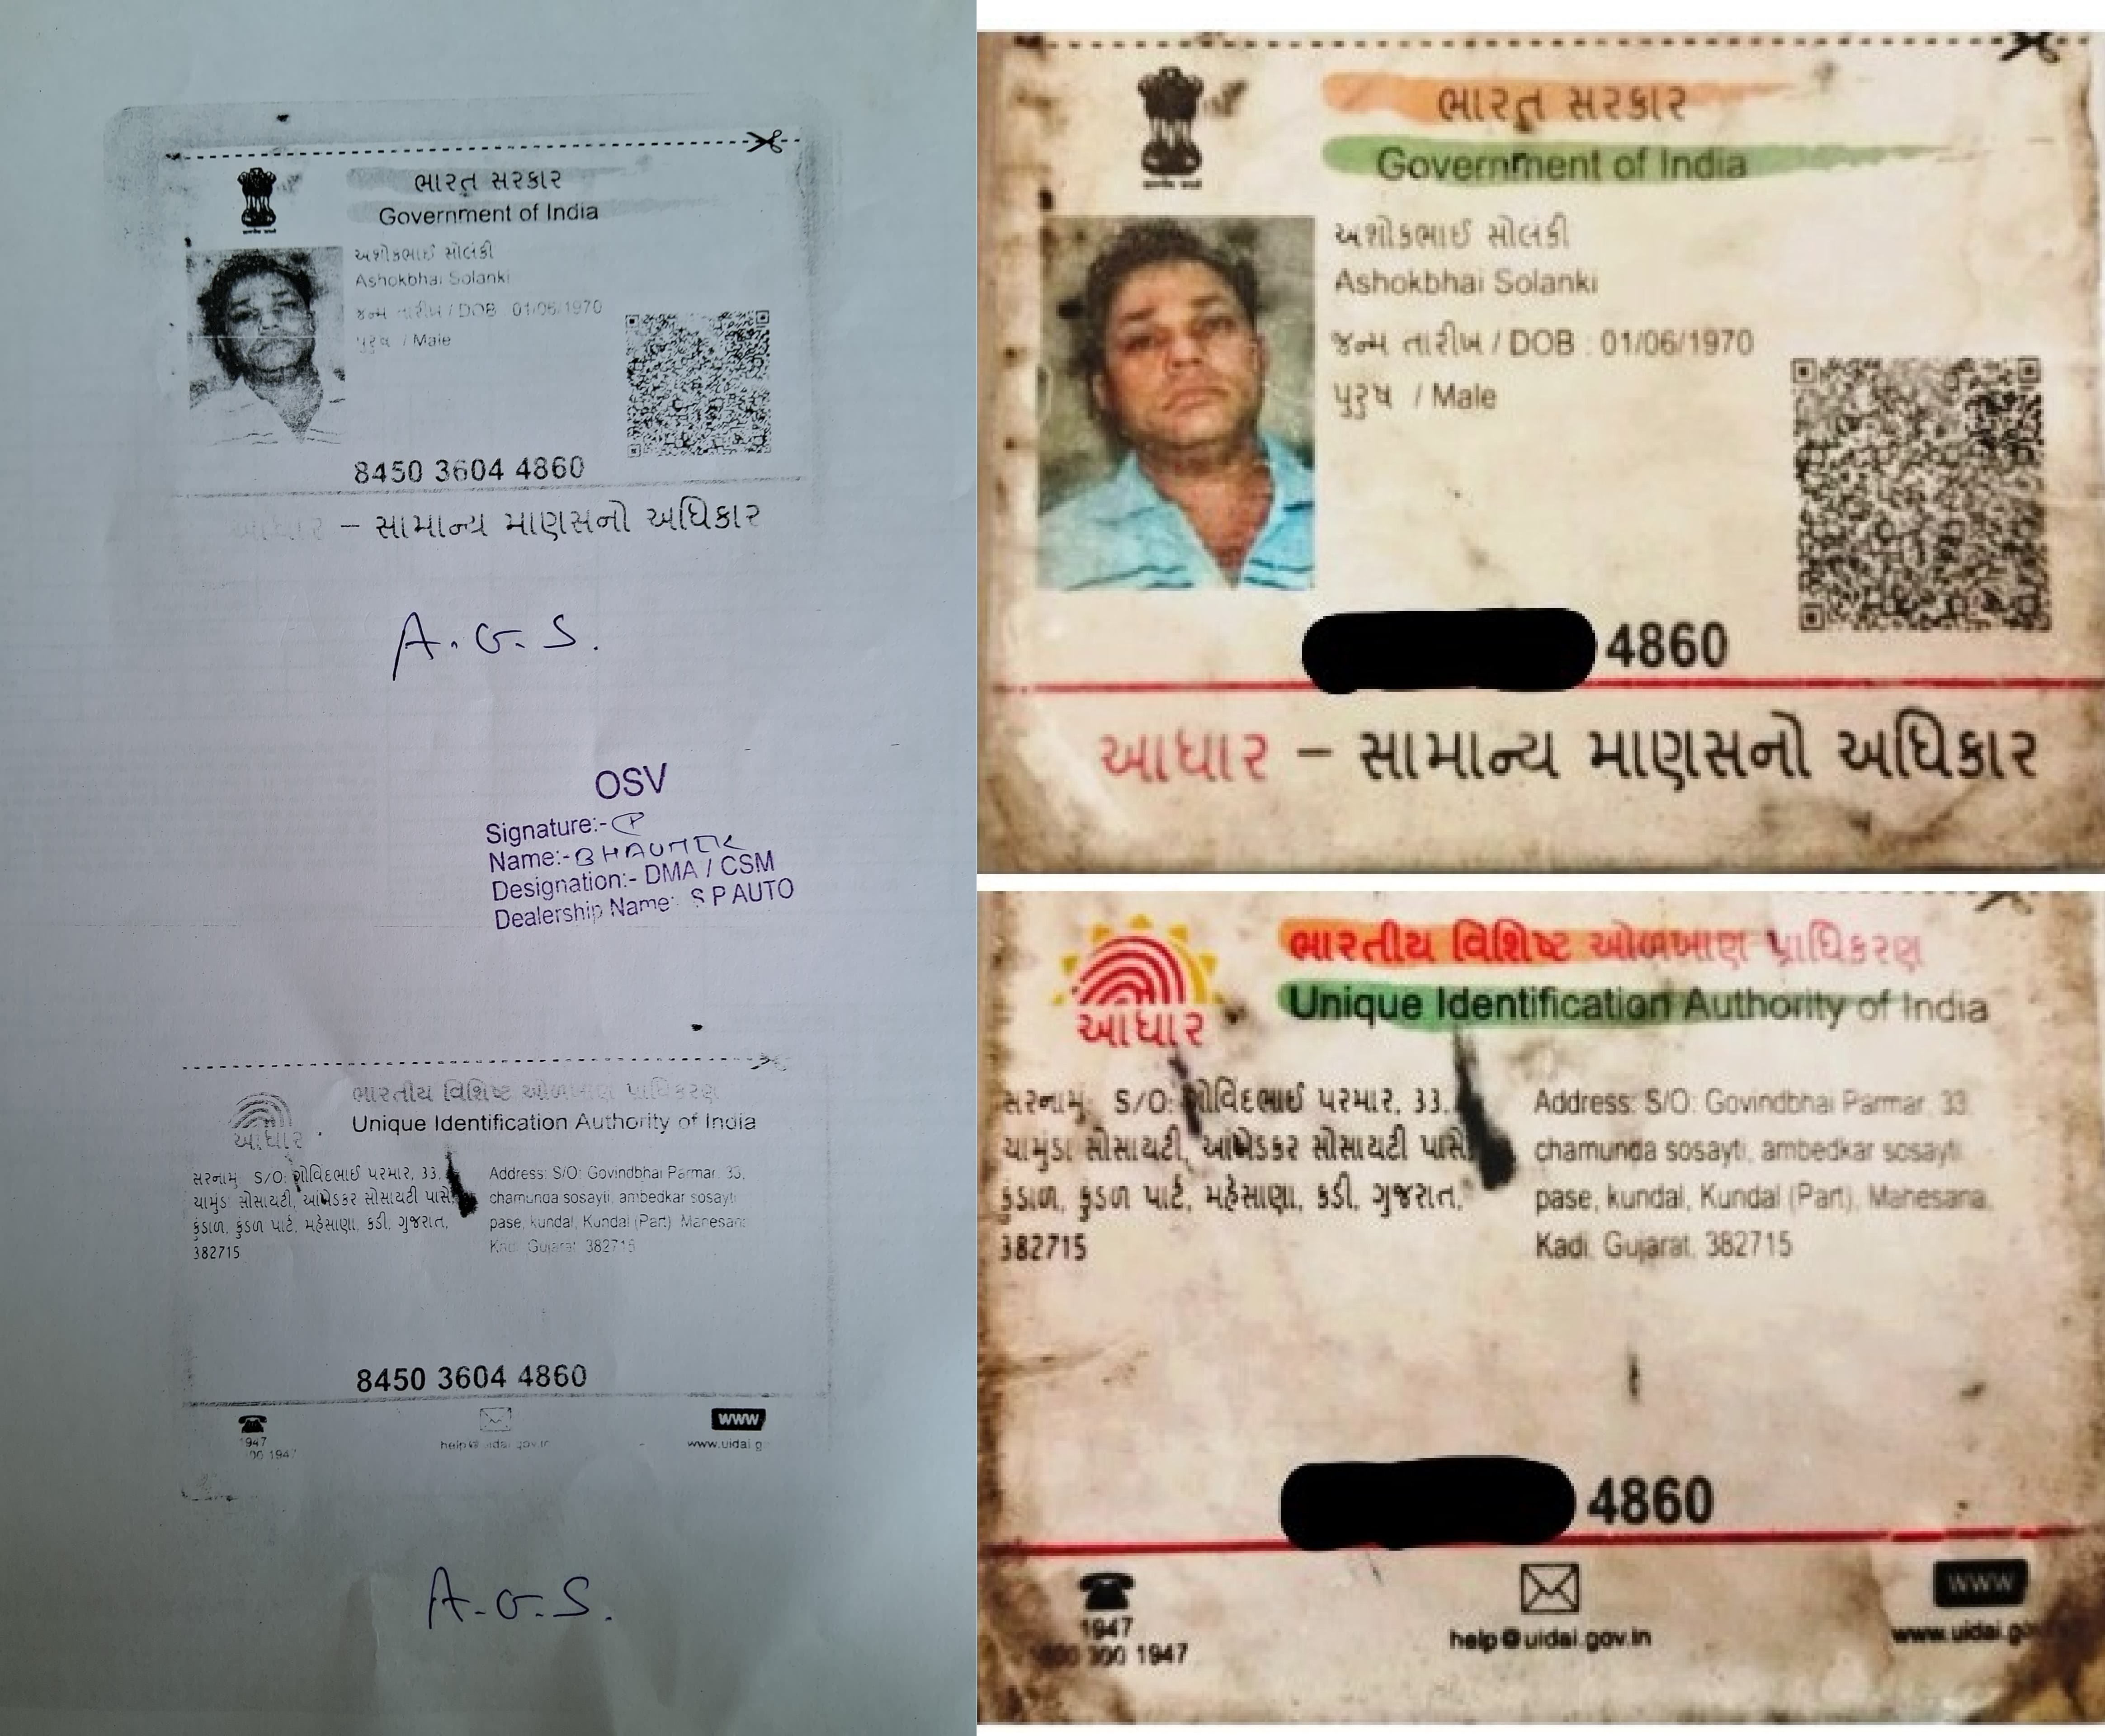 ભારત સરકાર
Government of India
અશોકભાઈ સોલંકી
Ashokbhai Solanki
જન્મ તારીખ / DOB : 01/06/1970
પુરુષ / Male
8450 3604 4860
આધાર – સામાન્ય માણસનો અધિકાર
A.G.S.
OSV
Signature:-
Name:- BHAUMIK
Designation:- DMA / CSM
Dealership Name: S P AUTO
ભારતીય વિશિષ્ટ ઓળખાણ પ્રાધિકરણ
Unique Identification Authority of India
આધાર
સરનામુ: S/O: ગોવિંદભાઈ પરમાર, 33,
ચામુંડા સોસાયટી, આંબેડકર સોસાયટી પાસે,
કુંડાળ, કુંડળ પાર્ટ, મહેસાણા, કડી, ગુજરાત,
382715
Address: S/O: Govindbhai Parmar, 33,
chamunda sosayti, ambedkar sosayti
pase, kundal, Kundal (Part), Mahesana,
Kadi, Gujarat, 382715
8450 3604 4860
1947
help@uidai.gov.in
WWW
www.uidai.g
A.G.S.
ભારત સરકાર
Government of India
અશોકભાઈ સોલંકી
Ashokbhai Solanki
જન્મ તારીખ / DOB : 01/06/1970
પુરુષ / Male
4860
આધાર – સામાન્ય માણસનો અધિકાર
ભારતીય વિશિષ્ટ ઓળખાણ પ્રાધિકરણ
Unique Identification Authority of India
આધાર
સરનામુ: S/O: ગોવિંદભાઈ પરમાર, 33,
ચામુંડા સોસાયટી, આંબેડકર સોસાયટી પાસે,
કુંડાળ, કુંડળ પાર્ટ, મહેસાણા, કડી, ગુજરાત,
382715
Address: S/O: Govindbhai Parmar, 33,
chamunda sosayti, ambedkar sosayti
pase, kundal, Kundal (Part), Mahesana,
Kadi, Gujarat, 382715
4860
1947
300 1947
help@uidai.gov.in
WWW
www.uidai.go